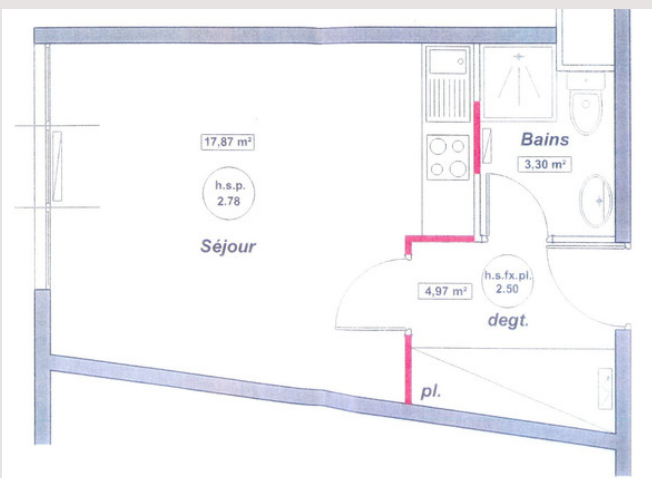 17,87 m²
h.s.p.
2.78
Séjour
Bains
3,30 m²
4,97 m²
h.s.fx.pl.
2.50
degt.
pl.